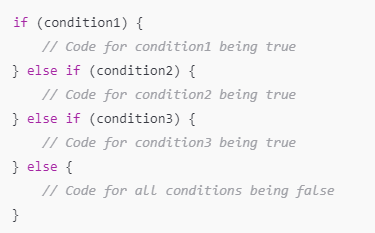 if (condition1) {
    // Code for condition1 being true
} else if (condition2) {
    // Code for condition2 being true
} else if (condition3) {
    // Code for condition3 being true
} else {
    // Code for all conditions being false
}